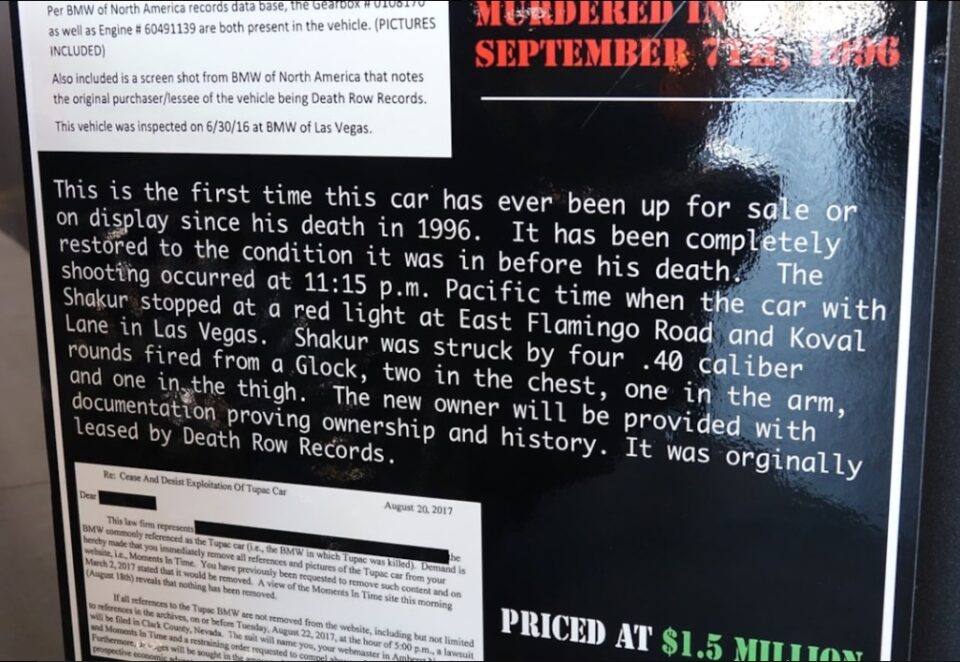 Per BMW of North America records data base, the Gearbox # 0108170
as well as Engine # 60491139 are both present in the vehicle. (PICTURES
INCLUDED)
Also included is a screen shot from BMW of North America that notes
the original purchaser/lessee of the vehicle being Death Row Records.
This vehicle was inspected on 6/30/16 at BMW of Las Vegas.
MURDERED IN
SEPTEMBER 7TH, 1996
This is the first time this car has ever been up for sale or
on display since his death in 1996. It has been completely
restored to the condition it was in before his death. The
shooting occurred at 11:15 p.m. Pacific time when the car with
Shakur stopped at a red light at East Flamingo Road and Koval
Lane in Las Vegas. Shakur was struck by four .40 caliber
rounds fired from a Glock, two in the chest, one in the arm,
and one in the thigh. The new owner will be provided with
documentation proving ownership and history. It was orginally
leased by Death Row Records.
Re: Cease And Desist Exploitation Of Tupac Car
August 20, 2017
Dear
This law firm represents the
BMW commonly referenced as the Tupac car (i.e., the BMW in which Tupac was killed). Demand is
hereby made that you immediately remove all references and pictures of the Tupac car from your
website, i.e., Moments In Time. You have previously been requested to remove such content and on
March 2, 2017 stated that it would be removed. A view of the Moments In Time site this morning
(August 18th) reveals that nothing has been removed.
If all references to the Tupac BMW are not removed from the website, including but not limited
to references in the archives, on or before Tuesday, August 22, 2017, at the hour of 5:00 p.m., a lawsuit
will be filed in Clark County, Nevada. The suit will name you, your webmaster in Amherst
and Moments In Time and a restraining order requested to compel
Furthermore, will be sought in the
prospective economic
PRICED AT $1.5 MILLION